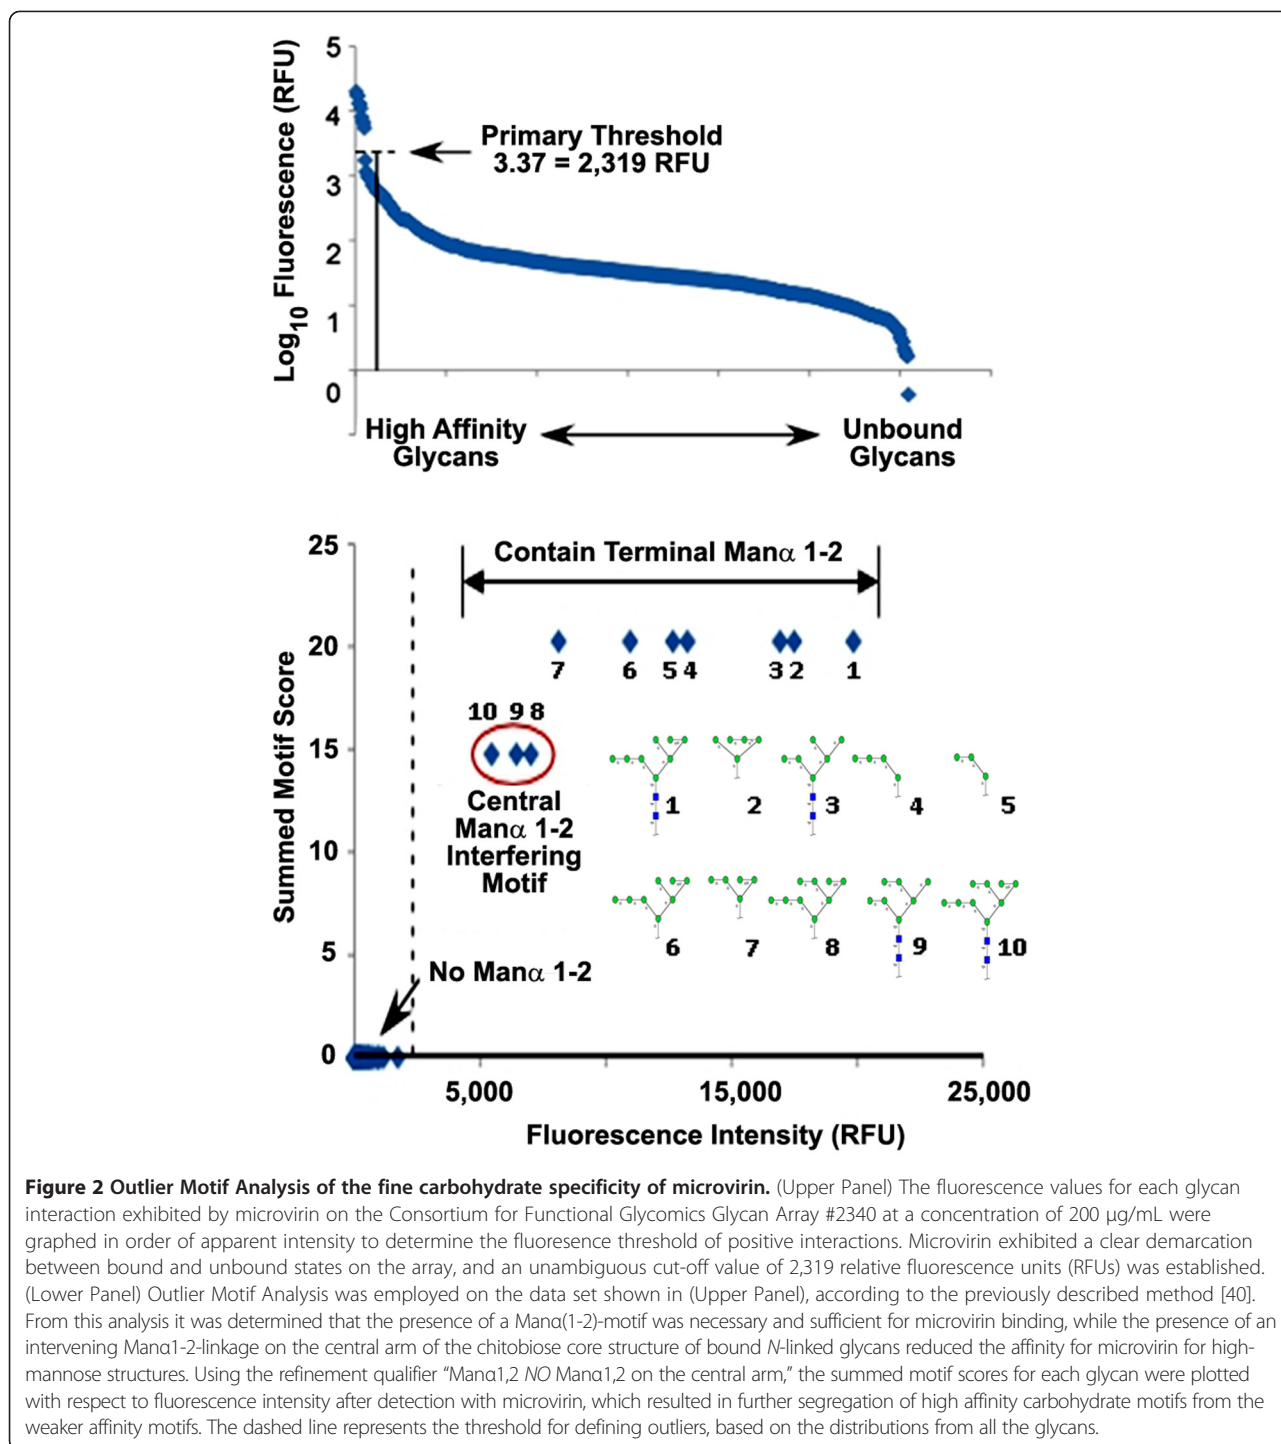 5
4
3
2
1
0
Log10 Fluorescence (RFU)
Primary Threshold
3.37 = 2,319 RFU
High Affinity
Glycans
Unbound
Glycans
25
20
15
10
5
0
Summed Motif Score
Contain Terminal Manα 1-2
7 6 5 4 3 2 1
10 9 8
Central
Manα 1-2
Interfering
Motif
1 2 3 4 5
6 7 8 9 10
No Manα 1-2
5,000 15,000 25,000
Fluorescence Intensity (RFU)
Figure 2 Outlier Motif Analysis of the fine carbohydrate specificity of microvirin. (Upper Panel) The fluorescence values for each glycan
interaction exhibited by microvirin on the Consortium for Functional Glycomics Glycan Array #2340 at a concentration of 200 μg/mL were
graphed in order of apparent intensity to determine the fluoresence threshold of positive interactions. Microvirin exhibited a clear demarcation
between bound and unbound states on the array, and an unambiguous cut-off value of 2,319 relative fluorescence units (RFUs) was established.
(Lower Panel) Outlier Motif Analysis was employed on the data set shown in (Upper Panel), according to the previously described method [40].
From this analysis it was determined that the presence of a Manα(1-2)-motif was necessary and sufficient for microvirin binding, while the presence of an
intervening Manα1-2-linkage on the central arm of the chitobiose core structure of bound N-linked glycans reduced the affinity for microvirin for high-
mannose structures. Using the refinement qualifier “Manα1,2 NO Manα1,2 on the central arm,” the summed motif scores for each glycan were plotted
with respect to fluorescence intensity after detection with microvirin, which resulted in further segregation of high affinity carbohydrate motifs from the
weaker affinity motifs. The dashed line represents the threshold for defining outliers, based on the distributions from all the glycans.